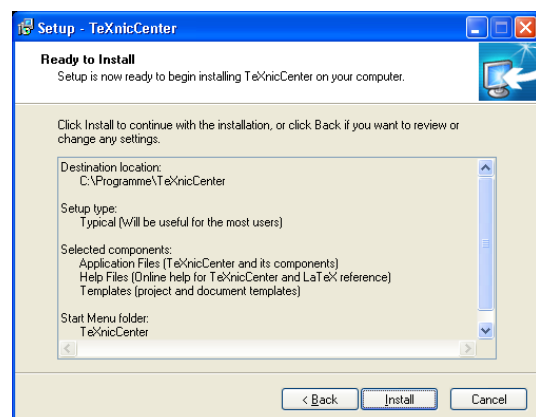 Setup - TeXnicCenter
Ready to Install
Setup is now ready to begin installing TeXnicCenter on your computer.
Click Install to continue with the installation, or click Back if you want to review or
change any settings.
Destination location:
C:\Programme\TeXnicCenter
Setup type:
Typical (Will be useful for the most users)
Selected components:
Application Files (TeXnicCenter and its components)
Help Files (Online help for TeXnicCenter and LaTeX reference)
Templates (project and document templates)
Start Menu folder:
TeXnicCenter
< Back Install Cancel